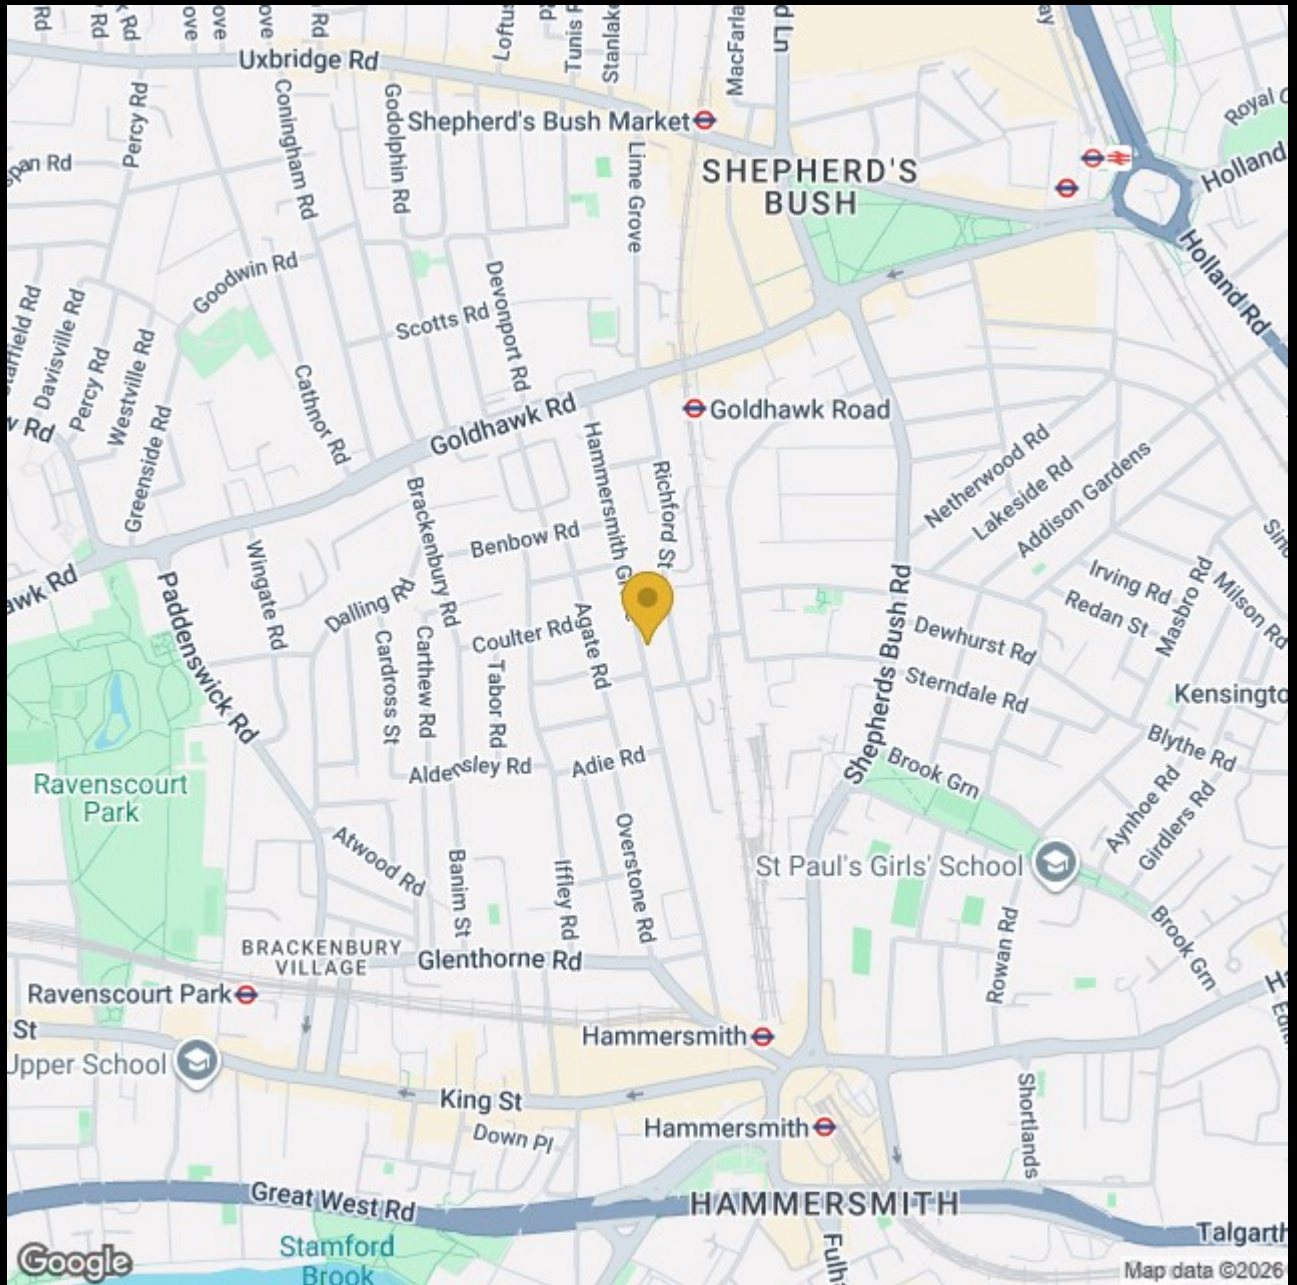 Uxbridge Rd
Percy Rd
Coningham Rd
Godolphin Rd
Shepherd's Bush Market
Lime Grove
SHEPHERD'S
BUSH
Holland
Holland Rd
Goodwin Rd
Devonport Rd
Scotts Rd
Davisville Rd
Percy Rd
Westville Rd
Greenside Rd
Cathnor Rd
Goldhawk Rd
Goldhawk Road
Hammersmith
Richford St
Netherwood Rd
Lakeside Rd
Addison Gardens
Brackenbury Rd
Benbow Rd
Wingate Rd
Dalling Rd
Paddenswick Rd
Cardross St
Carthew Rd
Coulter Rd
Agate Rd
Tabor Rd
Shepherds Bush Rd
Irving Rd
Redan St
Masbro Rd
Milson Rd
Dewhurst Rd
Sterndale Rd
Blythe Rd
Brook Grn
Aynhoe Rd
Girdlers Rd
Ravenscourt
Park
Aldensley Rd
Adie Rd
Atwood Rd
Banim St
Iffley Rd
Overstone Rd
St Paul's Girls' School
Rowan Rd
Brook Grn
BRACKENBURY
VILLAGE
Glenthorne Rd
Ravenscourt Park
Hammersmith
St
Upper School
King St
Down Pl
Hammersmith
Shortlands
Great West Rd
HAMMERSMITH
Stamford
Brook
Google
Map data ©2026